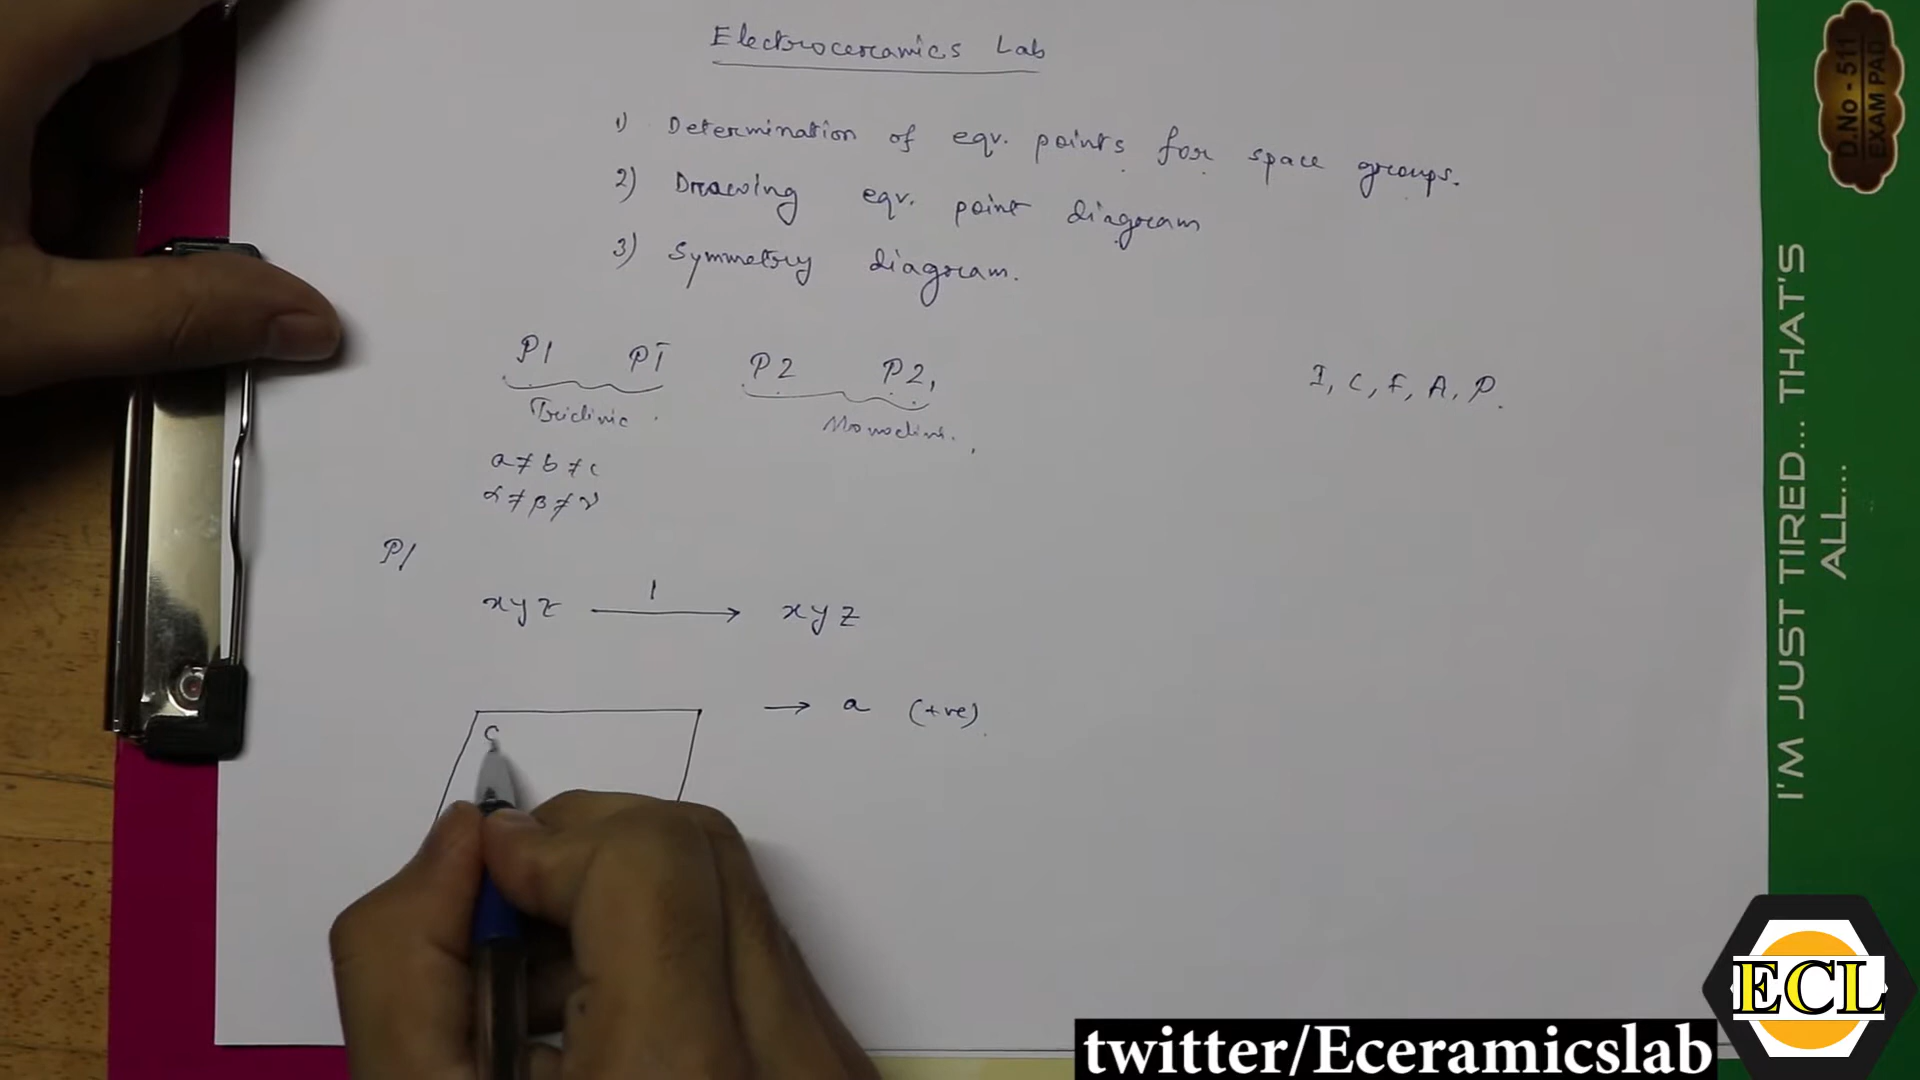 Electroceramics Lab
1) Determination of eqv. points for space groups.
2) Drawing eqv. point diagram
3) Symmetry diagram.
P1 P1̅ P2 P2₁
I, C, F, A, P.
Triclinic Monoclini.
a ≠ b ≠ c
α ≠ β ≠ γ
P1
xyz 1 → xyz
→ a (+ve)
D.No - 511
EXAM PAD
I'M JUST TIRED... THAT'S
ALL...
ECL
twitter/Eceramicslab